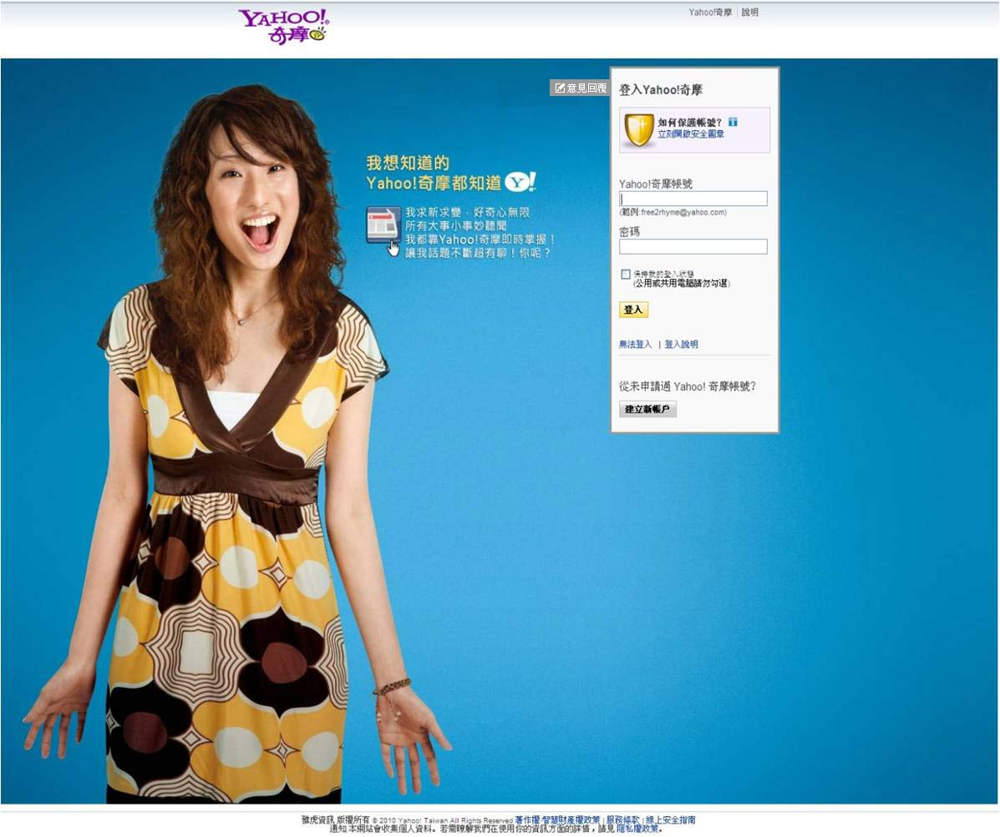 YAHOO!®
奇摩
Yahoo!奇摩 | 說明
意見回覆
登入Yahoo!奇摩
如何保護帳號？
立刻開啟安全圖章
我想知道的
Yahoo!奇摩都知道 Y!
我求新求變，好奇心無限
所有大事小事妙聽聞
我都靠Yahoo!奇摩即時掌握！
讓我話題不斷超有聊！你呢？
Yahoo!奇摩帳號
(範例:free2rhyme@yahoo.com)
密碼
保持我的登入狀態
(公用或共用電腦請勿勾選)
登入
無法登入 | 登入說明
從未申請過 Yahoo! 奇摩帳號?
建立新帳戶
雅虎資訊 版權所有 © 2010 Yahoo! Taiwan All Rights Reserved 著作權/智慧財產權政策 | 服務條款 | 線上安全指南
通知:本網站會收集個人資料。若需瞭解我們在使用你的資訊方面的詳情，請見 隱私權政策。